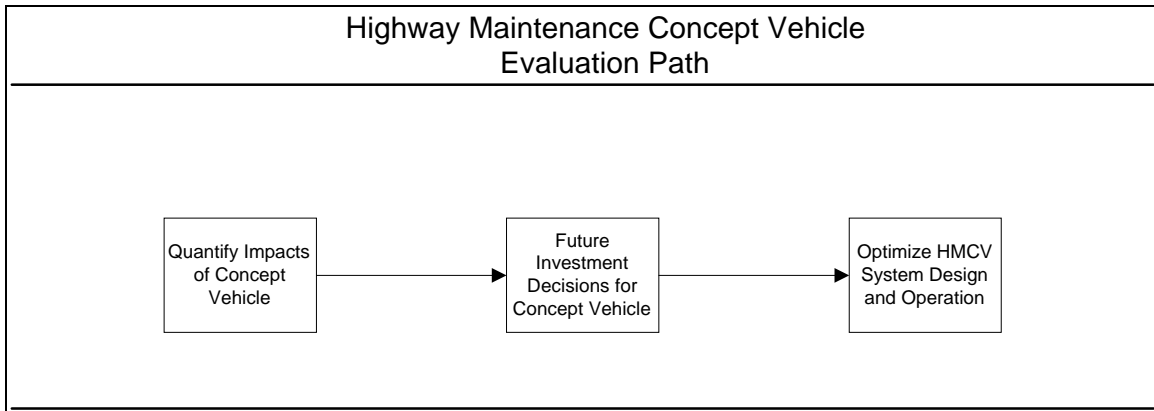 Highway Maintenance Concept Vehicle
Evaluation Path
Quantify Impacts
of Concept
Vehicle
Future
Investment
Decisions for
Concept Vehicle
Optimize HMCV
System Design
and Operation